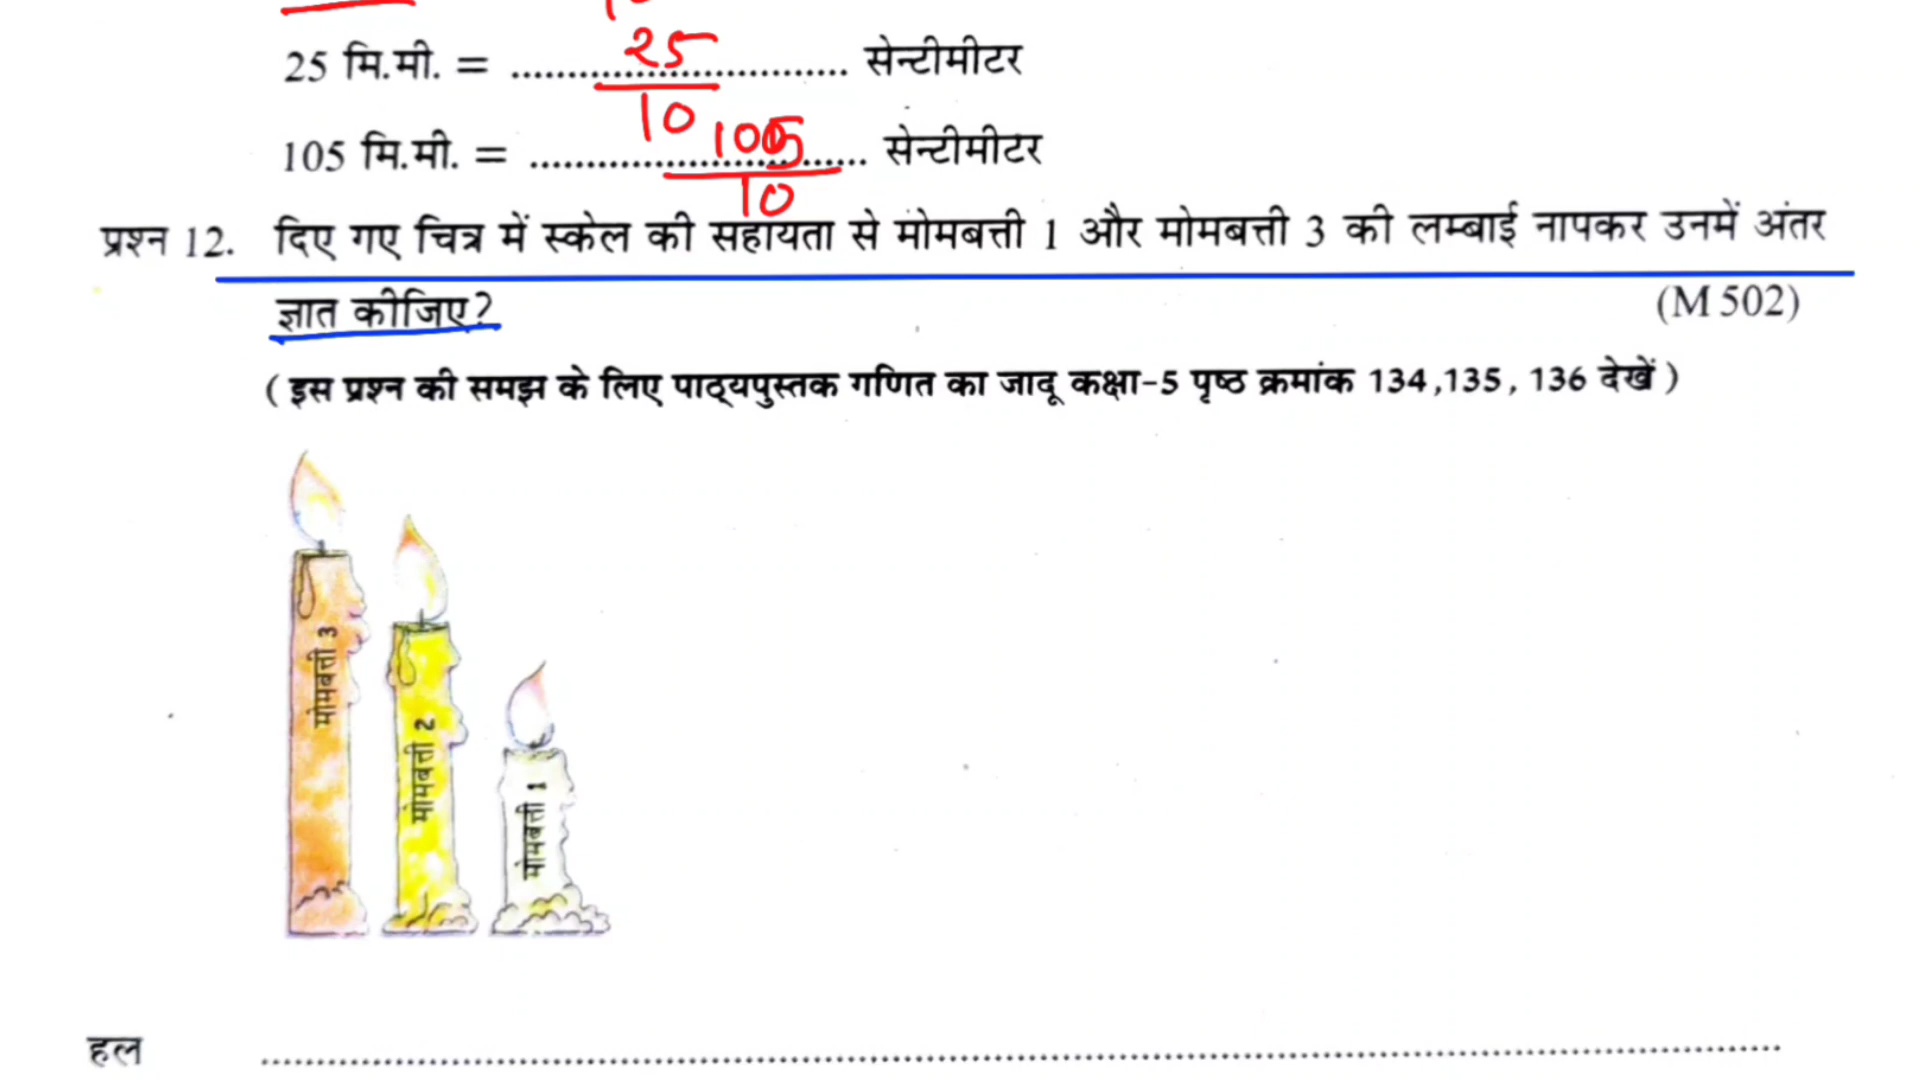 25 मि.मी. = .............................. सेन्टीमीटर
25
10
105 मि.मी. = .............................. सेन्टीमीटर
105
10
प्रश्न 12. दिए गए चित्र में स्केल की सहायता से मोमबत्ती 1 और मोमबत्ती 3 की लम्बाई नापकर उनमें अंतर
ज्ञात कीजिए? (M 502)
( इस प्रश्न की समझ के लिए पाठ्यपुस्तक गणित का जादू कक्षा-5 पृष्ठ क्रमांक 134,135, 136 देखें )
मोमबत्ती 3
मोमबत्ती 2
मोमबत्ती 1
हल ..............................